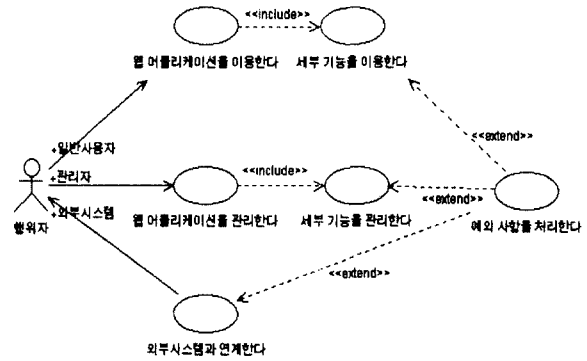 <<include>>
웹 어플리케이션을 이용한다
세부 기능을 이용한다
<<extend>>
+일반사용자
+관리자
+외부시스템
행위자
<<include>>
웹 어플리케이션을 관리한다
세부 기능을 관리한다
<<extend>>
예외 사항을 처리한다
<<extend>>
외부시스템과 연계한다